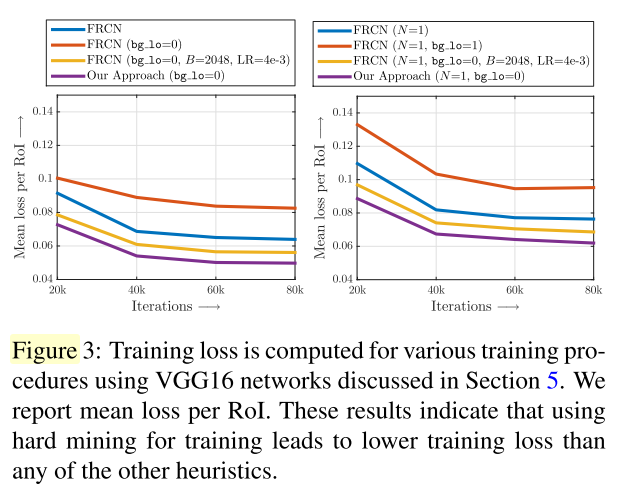 FRCN
FRCN (bg_lo=0)
FRCN (bg_lo=0, B=2048, LR=4e-3)
Our Approach (bg_lo=0)
0.14
0.12
0.1
0.08
0.06
0.04
Mean loss per RoI ⟶
20k 40k 60k 80k
Iterations ⟶
FRCN (N=1)
FRCN (N=1, bg_lo=1)
FRCN (N=1, bg_lo=0, B=2048, LR=4e-3)
Our Approach (N=1, bg_lo=0)
0.14
0.12
0.1
0.08
0.06
0.04
Mean loss per RoI ⟶
20k 40k 60k 80k
Iterations ⟶
Figure 3: Training loss is computed for various training pro-
cedures using VGG16 networks discussed in Section 5. We
report mean loss per RoI. These results indicate that using
hard mining for training leads to lower training loss than
any of the other heuristics.